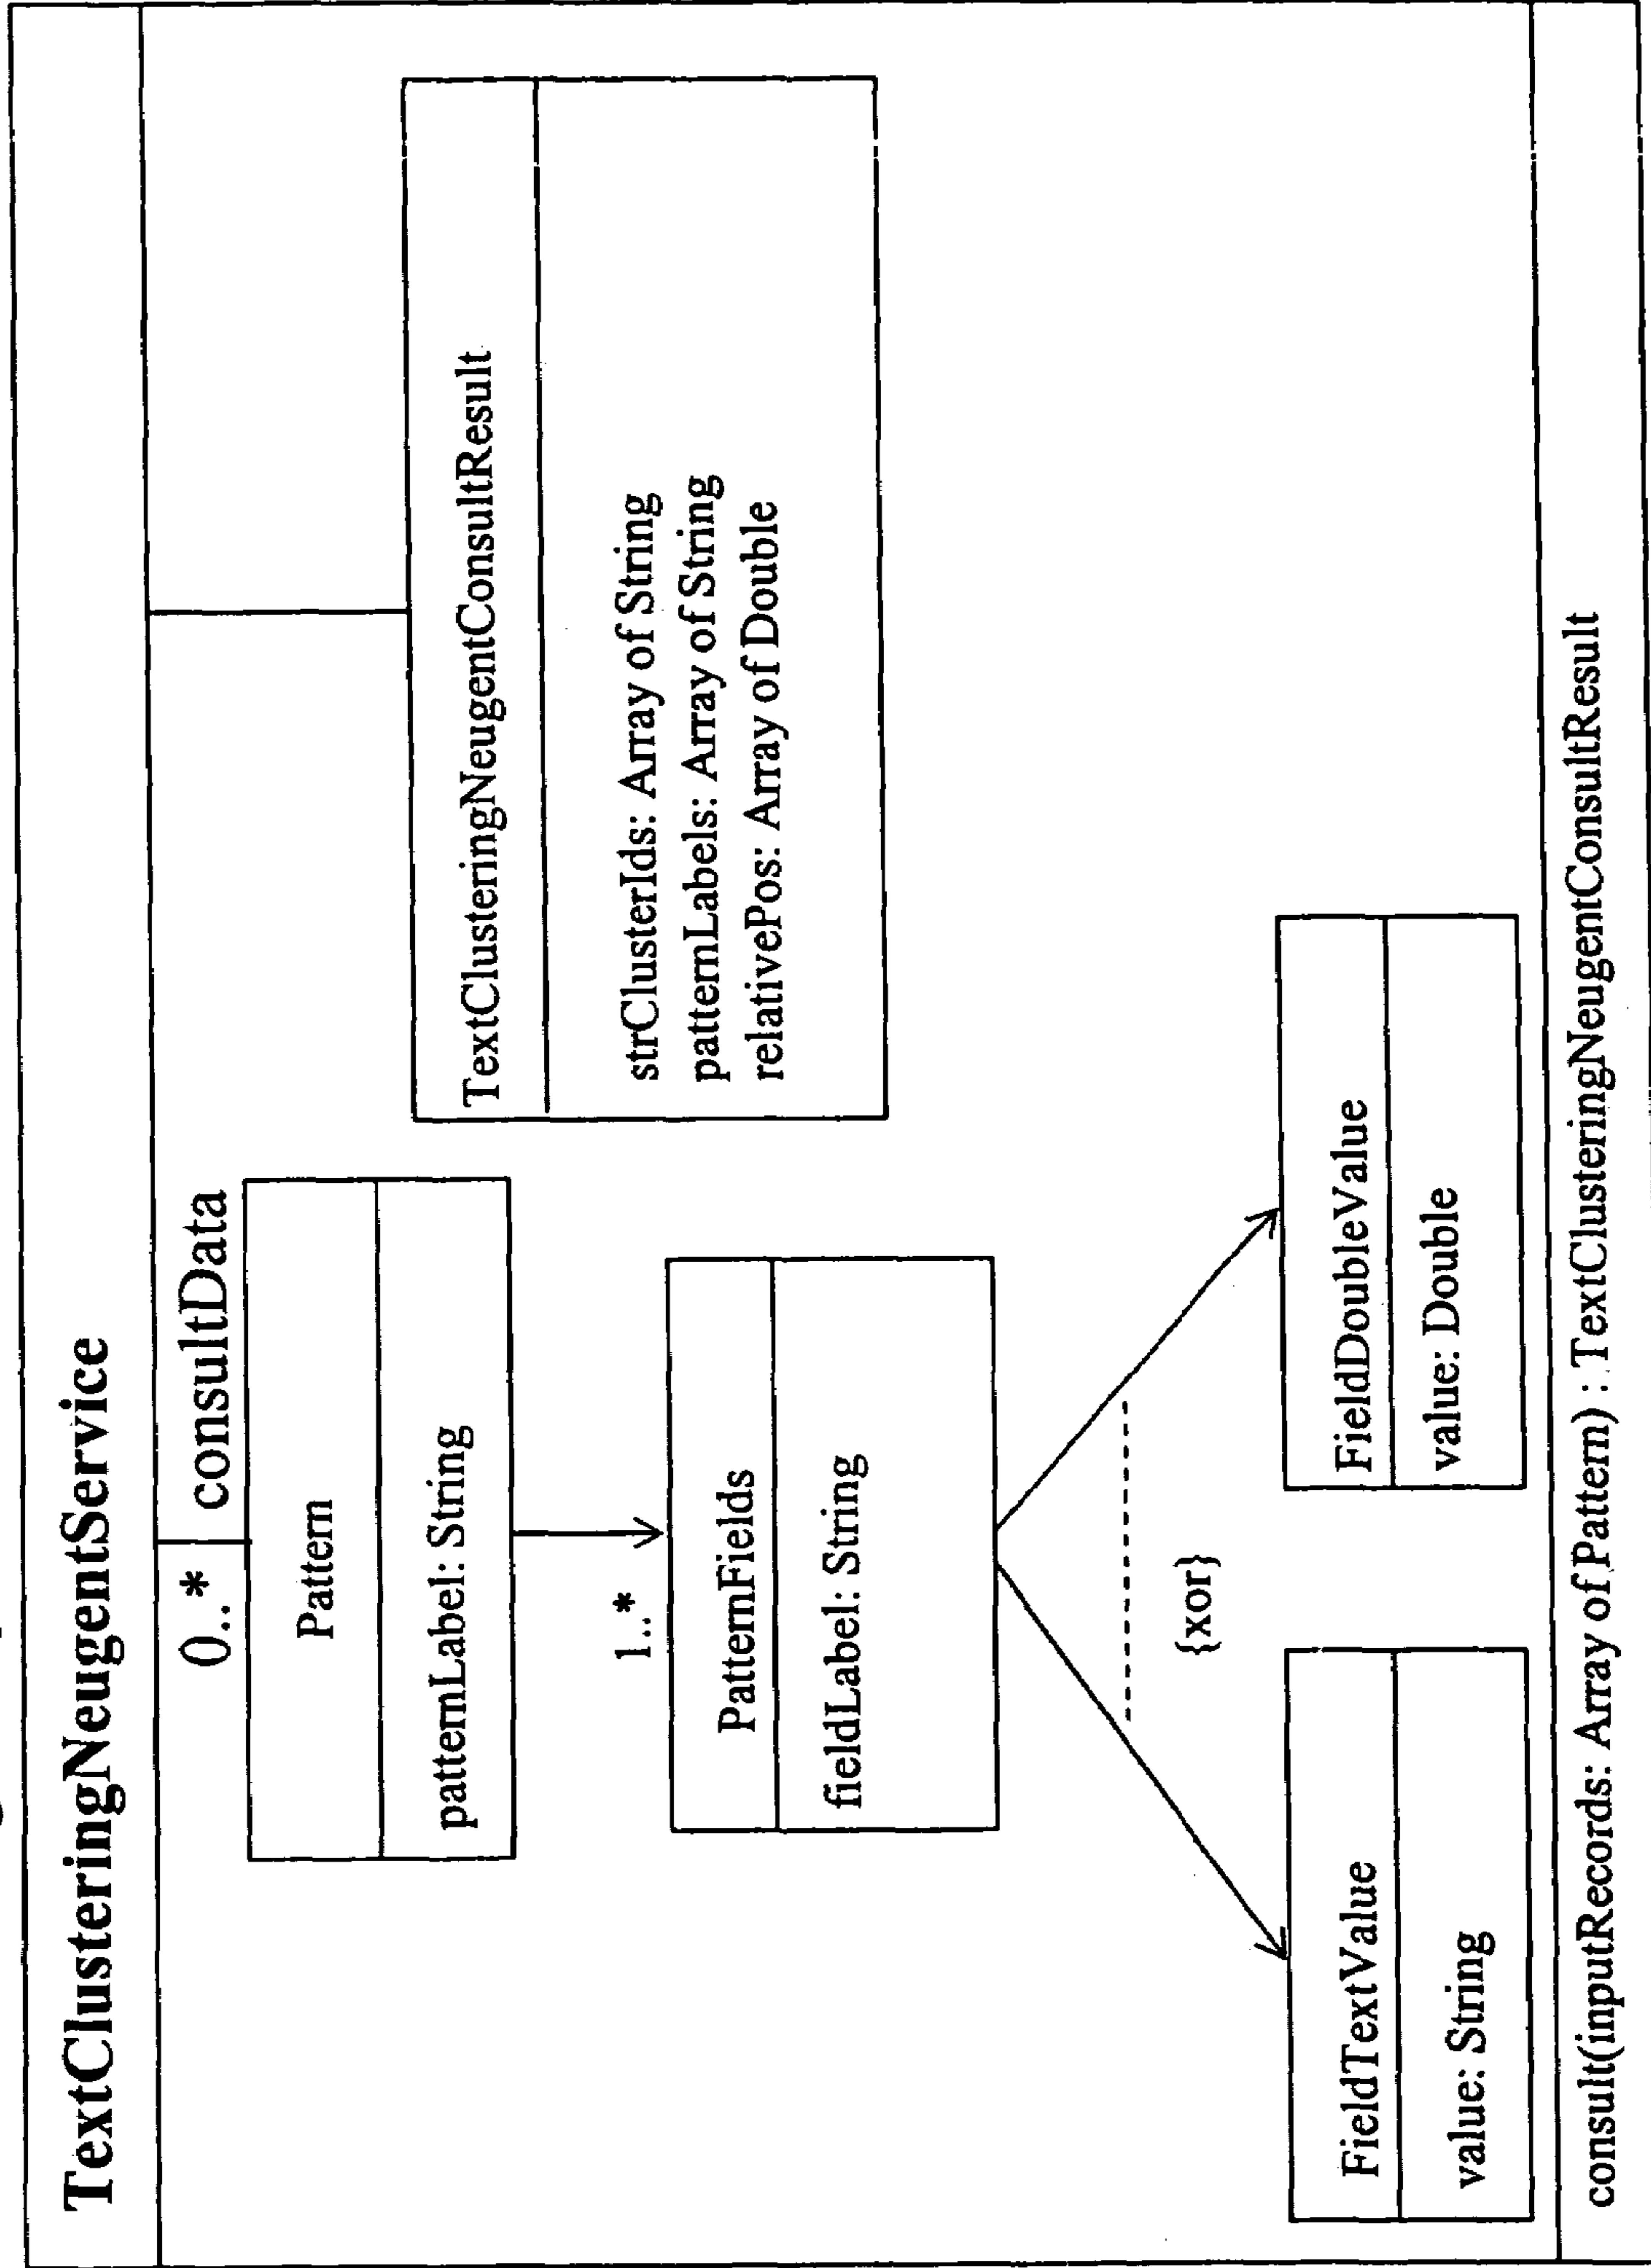 TextClusteringNeugentService
0..* consultData
Pattern
patternLabel: String
1..*
PatternFields
fieldLabel: String
{xor}
FieldTextValue
value: String
FieldDoubleValue
value: Double
TextClusteringNeugentConsultResult
strClusterIds: Array of String
patternLabels: Array of String
relativePos: Array of Double
consult(inputRecords: Array of Pattern) : TextClusteringNeugentConsultResult